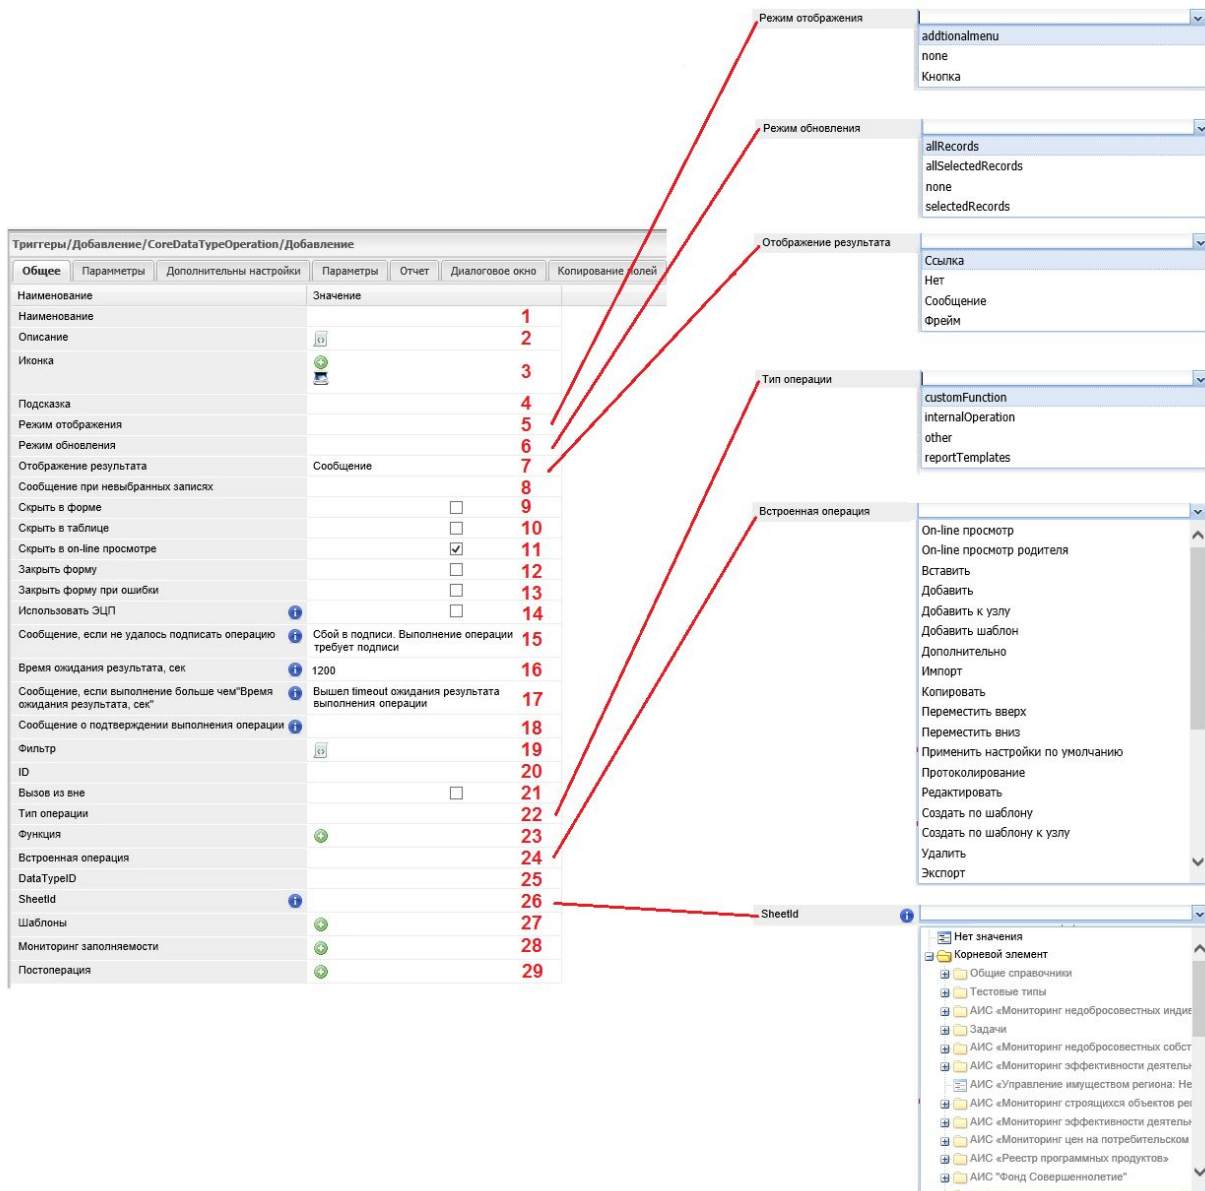 Режим отображения
addtionalmenu
none
Кнопка
Режим обновления
allRecords
allSelectedRecords
none
selectedRecords
Отображение результата
Ссылка
Нет
Сообщение
Фрейм
Тип операции
customFunction
internalOperation
other
reportTemplates
Встроенная операция
On-line просмотр
On-line просмотр родителя
Вставить
Добавить
Добавить к узлу
Добавить шаблон
Дополнительно
Импорт
Копировать
Переместить вверх
Переместить вниз
Применить настройки по умолчанию
Протоколирование
Редактировать
Создать по шаблону
Создать по шаблону к узлу
Удалить
Экспорт
SheetId
Нет значения
Корневой элемент
Общие справочники
Тестовые типы
АИС «Мониторинг недобросовестных индив
Задачи
АИС «Мониторинг недобросовестных собст
АИС «Мониторинг эффективности деятельн
АИС «Управление имуществом региона: Не
АИС «Мониторинг строящихся объектов рег
АИС «Мониторинг эффективности деятельн
АИС «Мониторинг цен на потребительском
АИС «Реестр программных продуктов»
АИС "Фонд Совершеннолетие"
Триггеры/Добавление/CoreDataTypeOperation/Добавление
Общее Паранметры Дополнительны настройки Параметры Отчет Диалоговое окно Копирование полей
Наименование Значение
Наименование 1
Описание 2
Иконка 3
Подсказка 4
Режим отображения 5
Режим обновления 6
Отображение результата Сообщение 7
Сообщение при невыбранных записях 8
Скрыть в форме 9
Скрыть в таблице 10
Скрыть в on-line просмотре 11
Закрыть форму 12
Закрыть форму при ошибки 13
Использовать ЭЦП 14
Сообщение, если не удалось подписать операцию Сбой в подписи. Выполнение операции 15
требует подписи
Время ожидания результата, сек 1200 16
Сообщение, если выполнение больше чем"Время Вышел timeout ожидания результата 17
ожидания результата, сек" выполнения операции
Сообщение о подтверждении выполнения операции 18
Фильтр 19
ID 20
Вызов из вне 21
Тип операции 22
Функция 23
Встроенная операция 24
DataTypeID 25
SheetId 26
Шаблоны 27
Мониторинг заполняемости 28
Постоперация 29